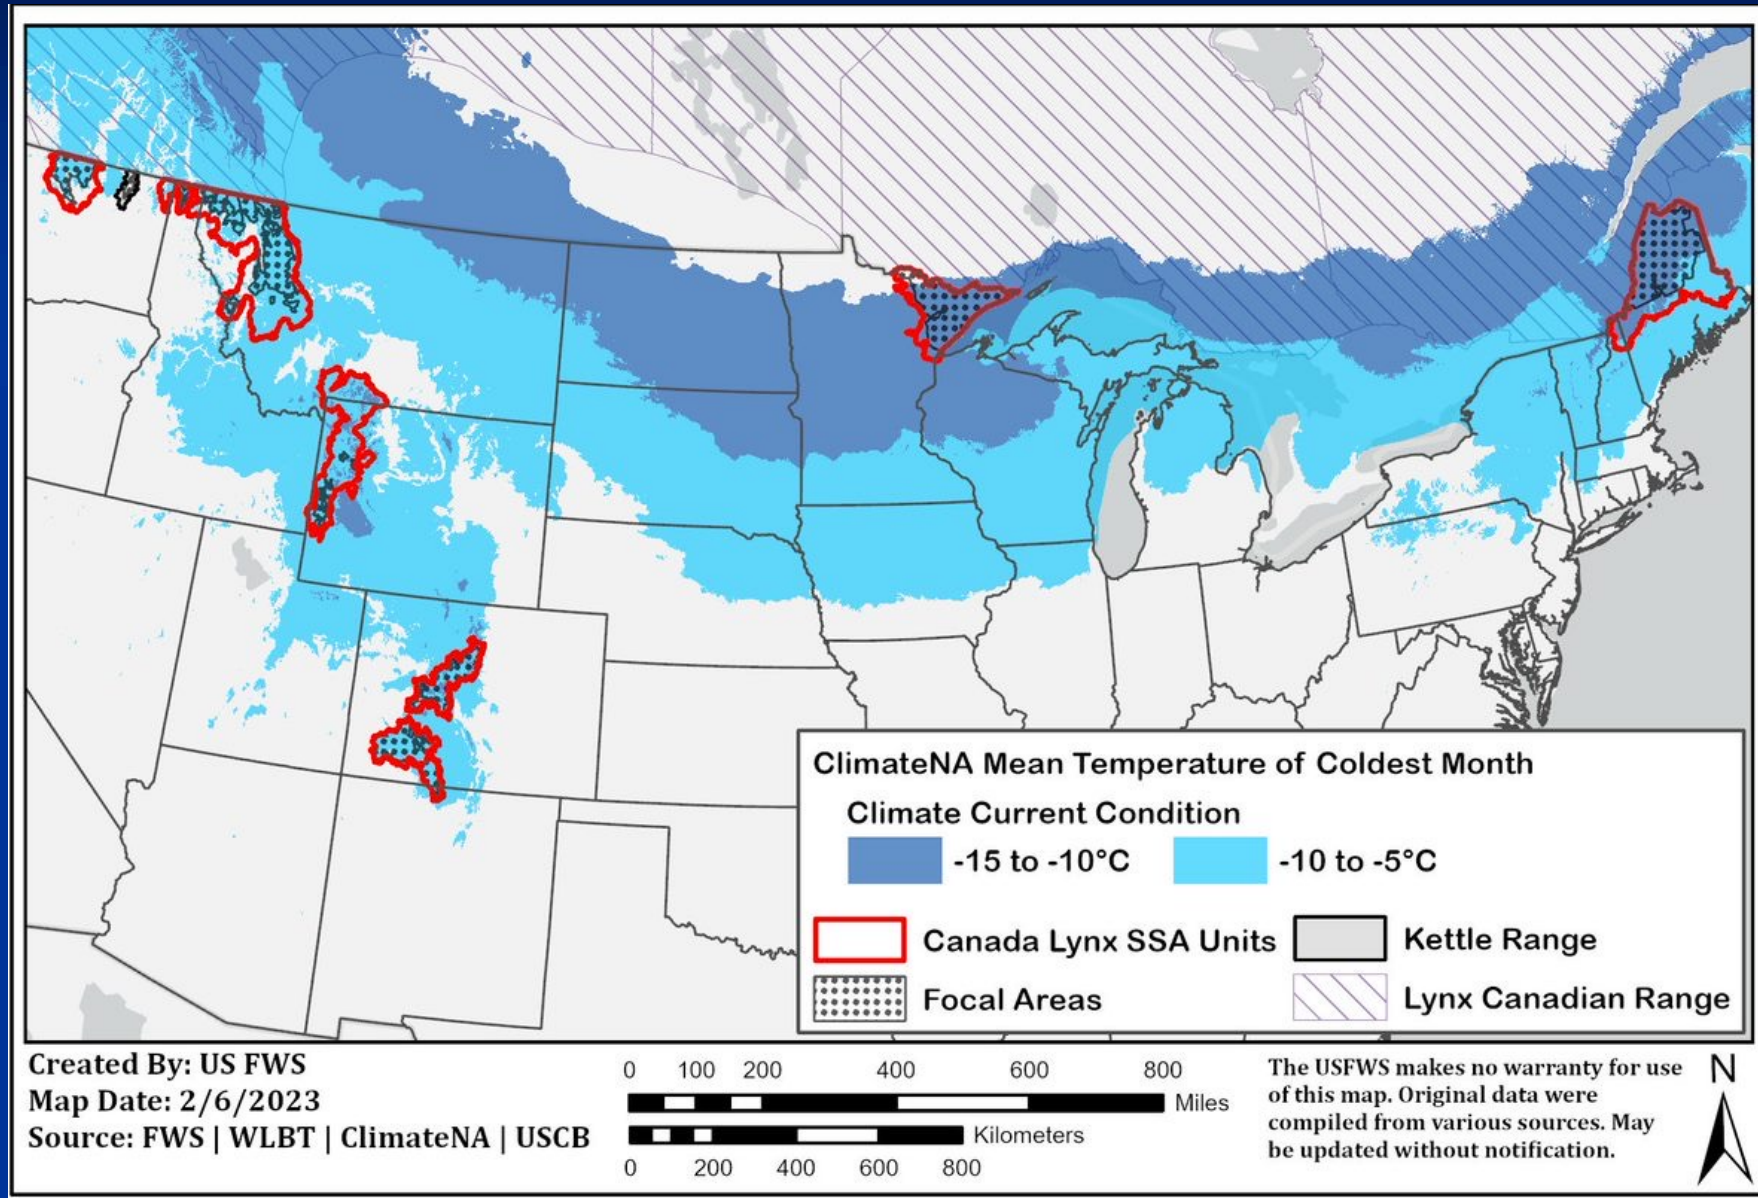 ClimateNA Mean Temperature of Coldest Month
Climate Current Condition
-15 to -10°C
-10 to -5°C
Canada Lynx SSA Units
Kettle Range
Focal Areas
Lynx Canadian Range
Created By: US FWS
Map Date: 2/6/2023
Source: FWS | WLBT | ClimateNA | USCB
0 100 200 400 600 800
Miles
Kilometers
0 200 400 600 800
The USFWS makes no warranty for use
of this map. Original data were
compiled from various sources. May
be updated without notification.
N